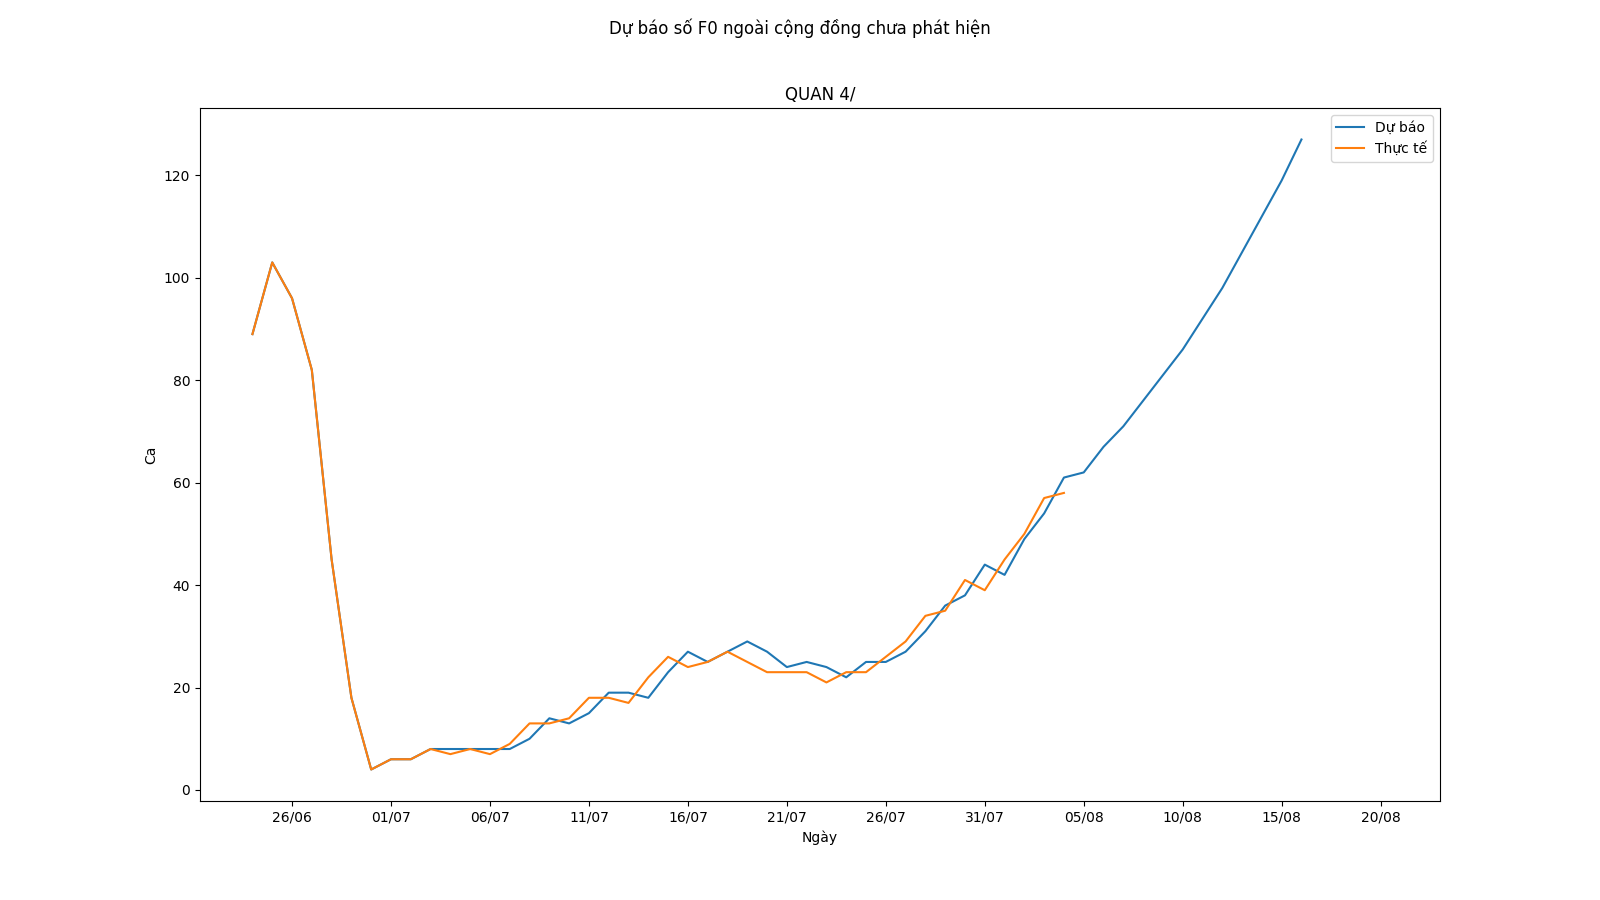 Dự báo số F0 ngoài cộng đồng chưa phát hiện
QUAN 4/
Dự báo
Thực tế
120
100
80
60
40
20
0
Ca
26/06 01/07 06/07 11/07 16/07 21/07 26/07 31/07 05/08 10/08 15/08 20/08
Ngày